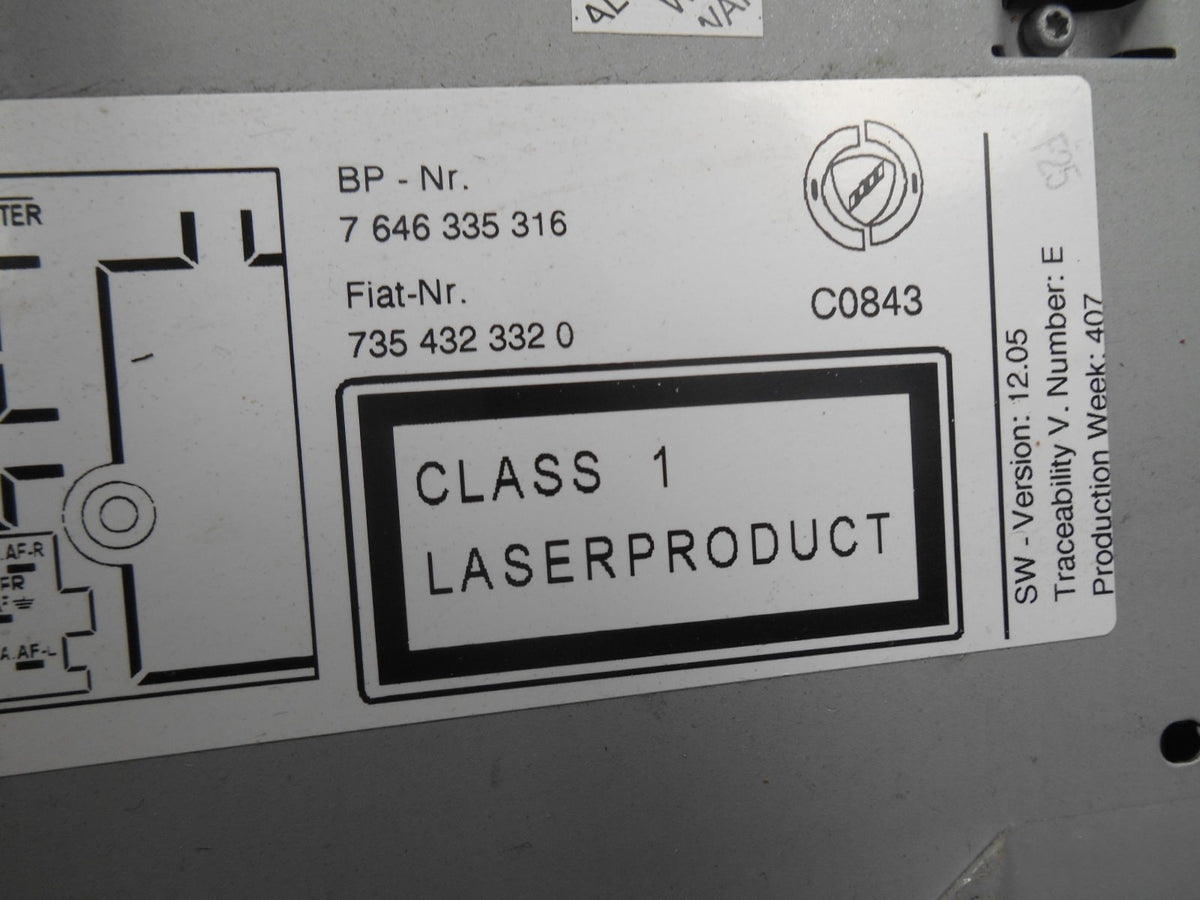 TER
BP - Nr.
7 646 335 316
Fiat-Nr.
735 432 332 0
C0843
CLASS 1
LASERPRODUCT
SW - Version: 12.05
Traceability V. Number: E
Production Week: 407
AF-R
FR
A.AF-L